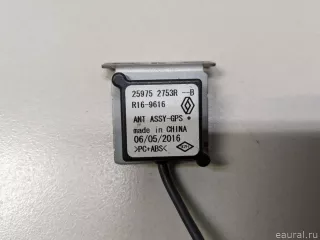 25975 2753R --B
R16-9616
ANT ASSY-GPS
made in CHINA
06/05/2016
>PC+ABS<
eaural.ru